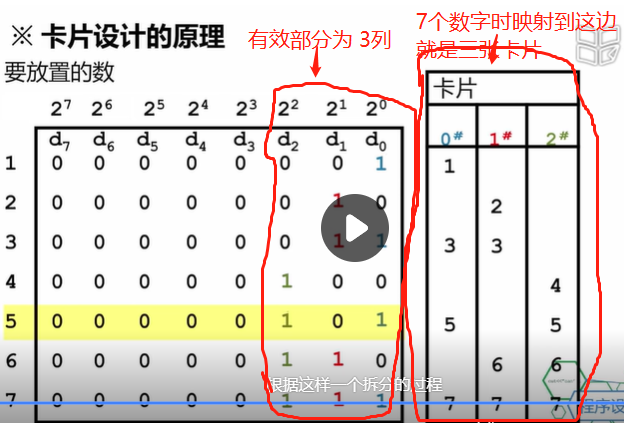 ※ 卡片设计的原理
有效部分为 3列
7个数字时映射到这边
就是三张卡片
要放置的数
卡片
2⁷ 2⁶ 2⁵ 2⁴ 2³ 2² 2¹ 2⁰
d₇ d₆ d₅ d₄ d₃ d₂ d₁ d₀ 0# 1# 2#
1 0 0 0 0 0 0 0 1 1
2 0 0 0 0 0 0 1 0 2
3 0 0 0 0 0 0 1 1 3 3
4 0 0 0 0 0 1 0 0 4
5 0 0 0 0 0 1 0 1 5 5
6 0 0 0 0 0 1 1 0 6 6
根据这样一个拆分的过程
7 0 0 0 0 0 1 1 1 7 7 7
程序设